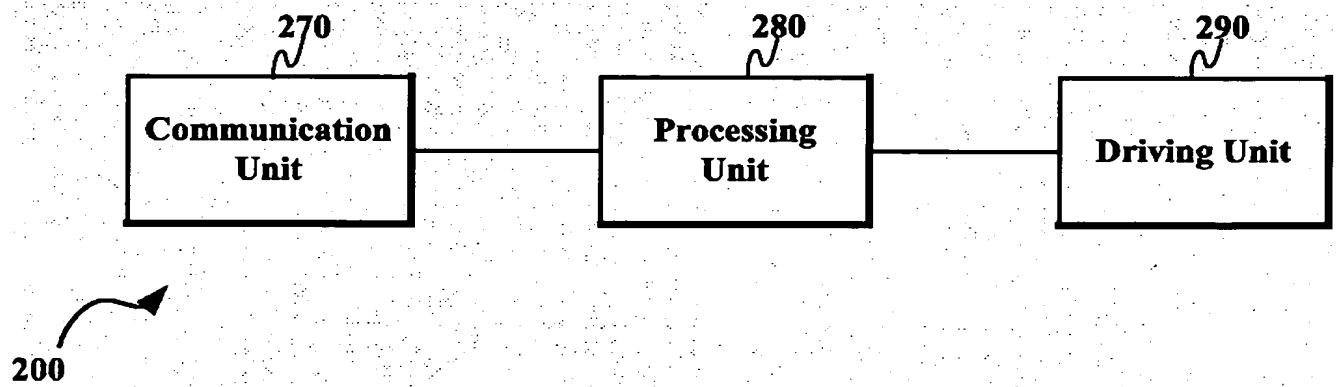 270
280
290
Communication
Unit
Processing
Unit
Driving Unit
200